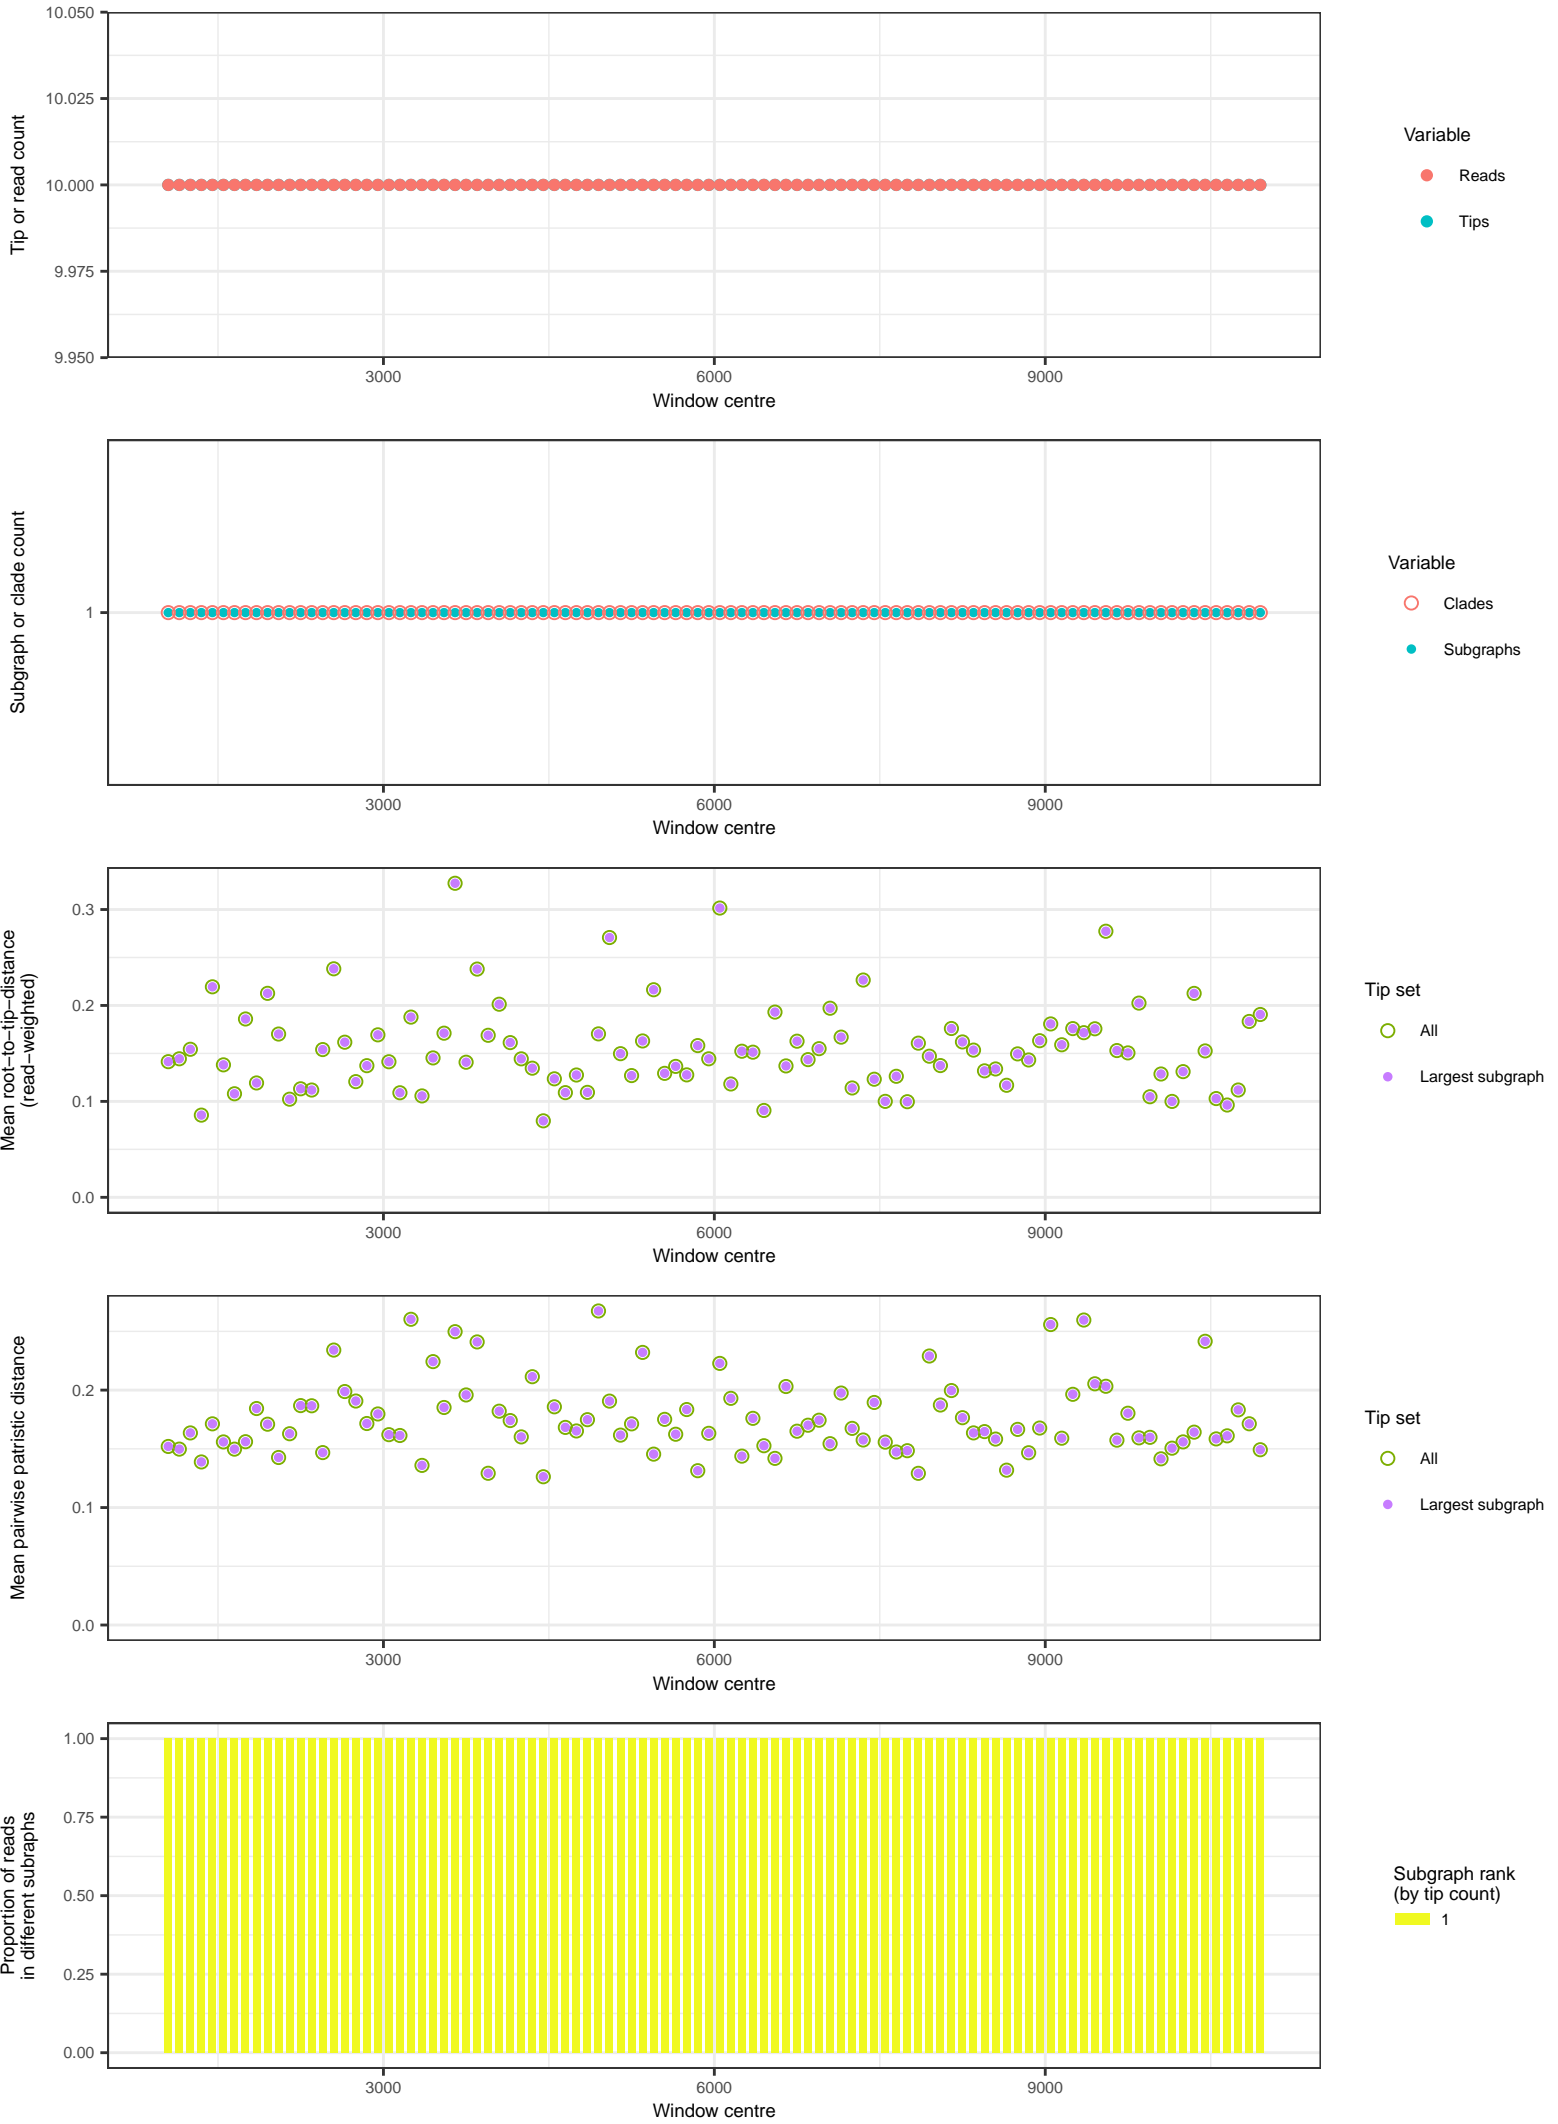 10.050
10.025
10.000
9.975
9.950
Tip or read count
3000 6000 9000
Window centre
Variable
Reads
Tips
Subgraph or clade count
1
3000 6000 9000
Window centre
Variable
Clades
Subgraphs
Mean root−to−tip−distance
(read−weighted)
0.3
0.2
0.1
0.0
3000 6000 9000
Window centre
Tip set
All
Largest subgraph
Mean pairwise patristic distance
0.2
0.1
0.0
3000 6000 9000
Window centre
Tip set
All
Largest subgraph
Proportion of reads
in different subraphs
1.00
0.75
0.50
0.25
0.00
3000 6000 9000
Window centre
Subgraph rank
(by tip count)
1